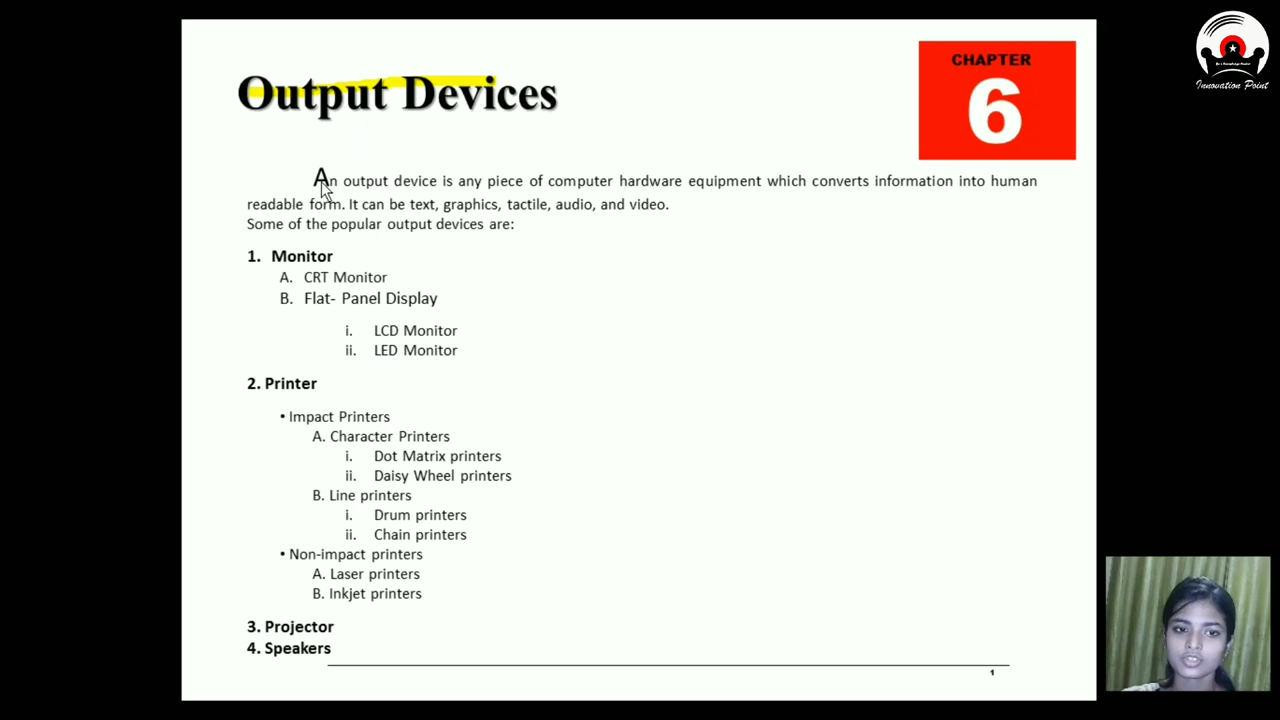 Output Devices
CHAPTER
6
Innovation Point
An output device is any piece of computer hardware equipment which converts information into human
readable form. It can be text, graphics, tactile, audio, and video.
Some of the popular output devices are:
1. Monitor
A. CRT Monitor
B. Flat- Panel Display
i. LCD Monitor
ii. LED Monitor
2. Printer
• Impact Printers
A. Character Printers
i. Dot Matrix printers
ii. Daisy Wheel printers
B. Line printers
i. Drum printers
ii. Chain printers
• Non-impact printers
A. Laser printers
B. Inkjet printers
3. Projector
4. Speakers
1